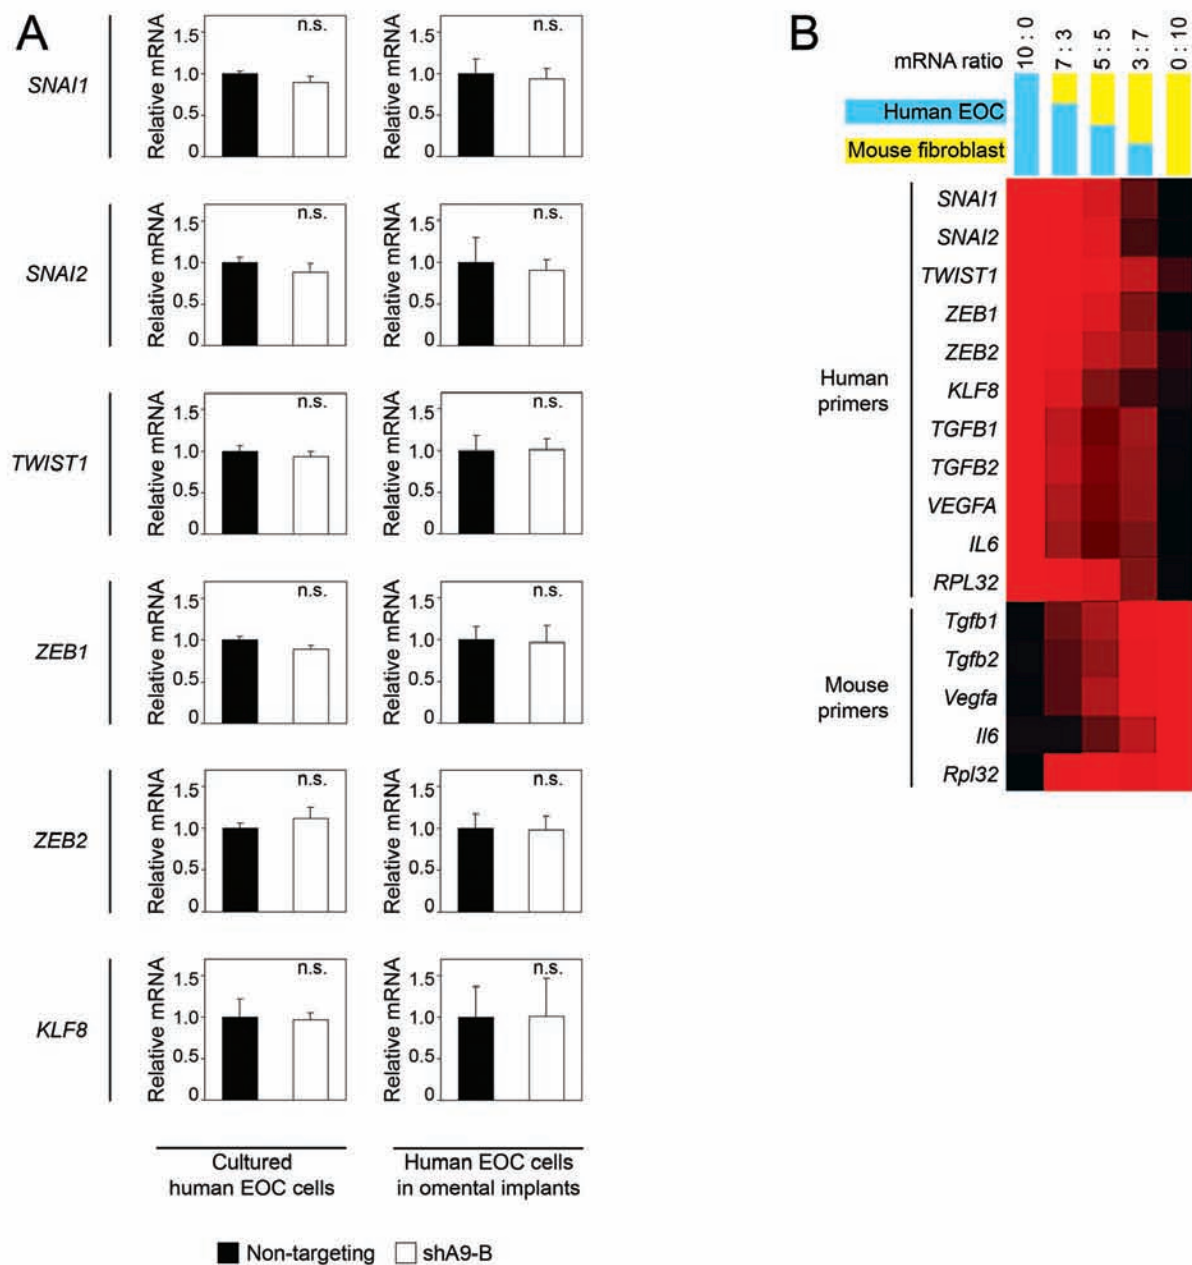 A
SNAI1
Relative mRNA
1.5
1.0
0.5
0
n.s.
Relative mRNA
1.5
1.0
0.5
0
n.s.
SNAI2
Relative mRNA
1.5
1.0
0.5
0
n.s.
Relative mRNA
1.5
1.0
0.5
0
n.s.
TWIST1
Relative mRNA
1.5
1.0
0.5
0
n.s.
Relative mRNA
1.5
1.0
0.5
0
n.s.
ZEB1
Relative mRNA
1.5
1.0
0.5
0
n.s.
Relative mRNA
1.5
1.0
0.5
0
n.s.
ZEB2
Relative mRNA
1.5
1.0
0.5
0
n.s.
Relative mRNA
1.5
1.0
0.5
0
n.s.
KLF8
Relative mRNA
1.5
1.0
0.5
0
n.s.
Relative mRNA
1.5
1.0
0.5
0
n.s.
Cultured
human EOC cells
Human EOC cells
in omental implants
Non-targeting
shA9-B
B
mRNA ratio
10 : 0
7 : 3
5 : 5
3 : 7
0 : 10
Human EOC
Mouse fibroblast
Human
primers
SNAI1
SNAI2
TWIST1
ZEB1
ZEB2
KLF8
TGFB1
TGFB2
VEGFA
IL6
RPL32
Mouse
primers
Tgfb1
Tgfb2
Vegfa
Il6
Rpl32